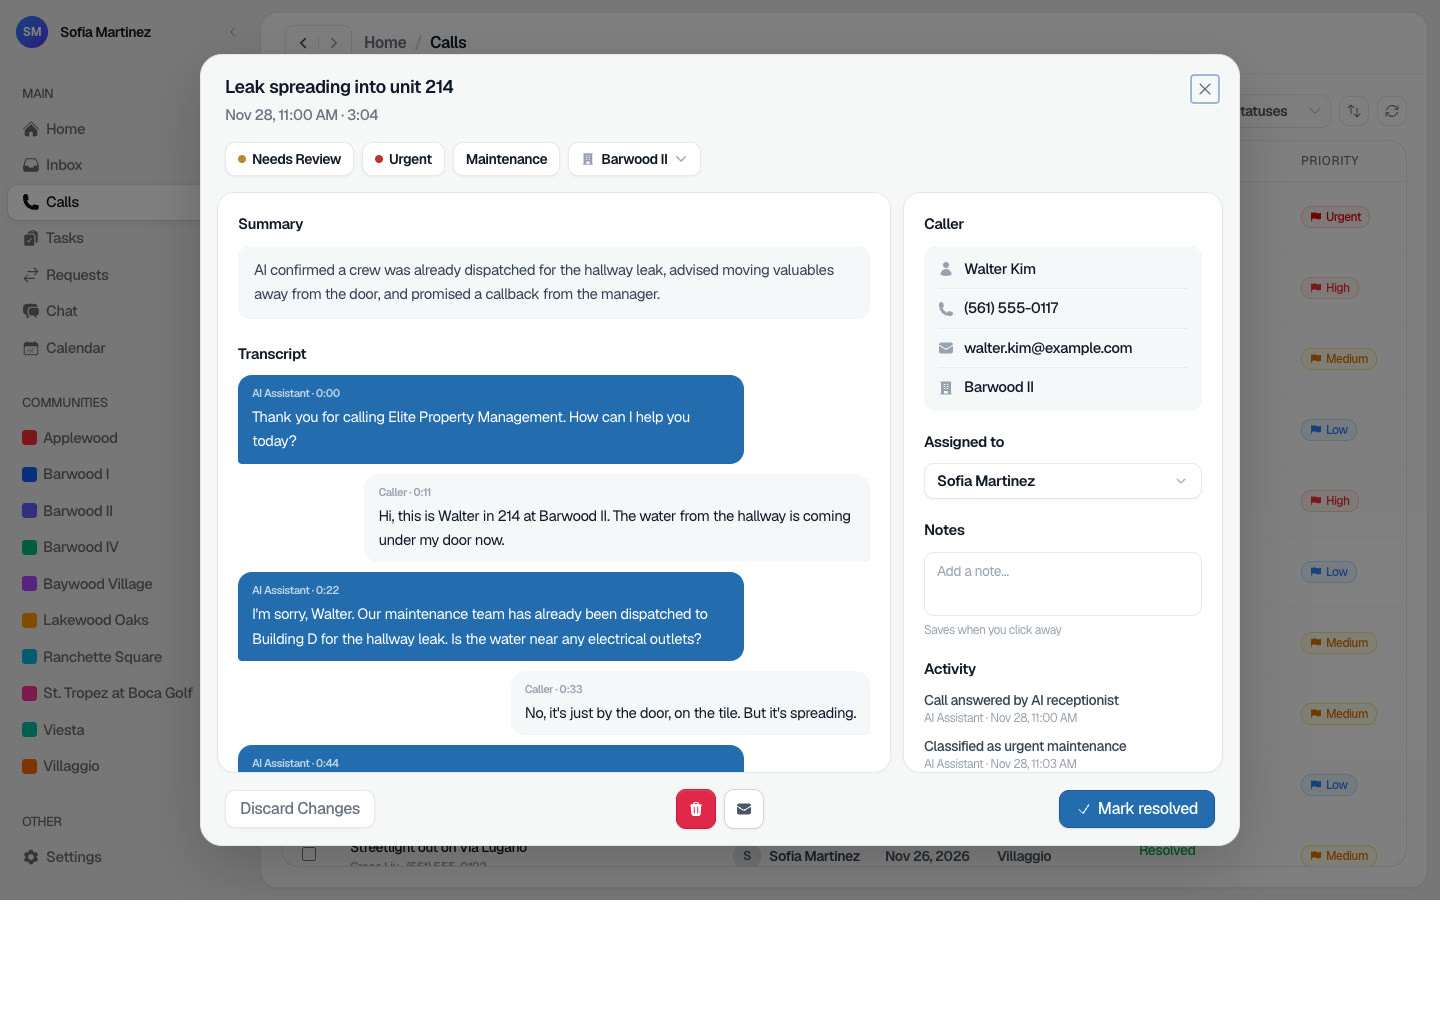 SM
Sofia Martinez
MAIN
Home
Inbox
Calls
Tasks
Requests
Chat
Calendar
COMMUNITIES
Applewood
Barwood I
Barwood II
Barwood IV
Baywood Village
Lakewood Oaks
Ranchette Square
St. Tropez at Boca Golf
Viesta
Villaggio
OTHER
Settings
Home / Calls
tatuses
PRIORITY
Urgent
High
Medium
Low
High
Low
Medium
Medium
Low
Medium
Leak spreading into unit 214
Nov 28, 11:00 AM · 3:04
Needs Review
Urgent
Maintenance
Barwood II
Summary
AI confirmed a crew was already dispatched for the hallway leak, advised moving valuables
away from the door, and promised a callback from the manager.
Transcript
AI Assistant · 0:00
Thank you for calling Elite Property Management. How can I help you
today?
Caller · 0:11
Hi, this is Walter in 214 at Barwood II. The water from the hallway is coming
under my door now.
AI Assistant · 0:22
I'm sorry, Walter. Our maintenance team has already been dispatched to
Building D for the hallway leak. Is the water near any electrical outlets?
Caller · 0:33
No, it's just by the door, on the tile. But it's spreading.
AI Assistant · 0:44
Caller
Walter Kim
(561) 555-0117
walter.kim@example.com
Barwood II
Assigned to
Sofia Martinez
Notes
Add a note...
Saves when you click away
Activity
Call answered by AI receptionist
AI Assistant · Nov 28, 11:00 AM
Classified as urgent maintenance
AI Assistant · Nov 28, 11:03 AM
Discard Changes
Mark resolved
Streetlight out on Via Lugano
S
Sofia Martinez
Nov 26, 2026
Villaggio
Resolved